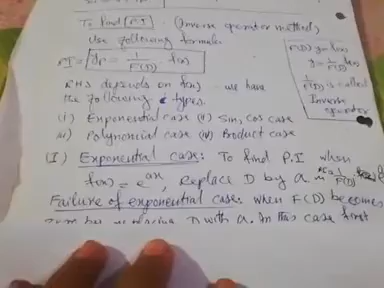 To find P.I - (Inverse operator method),
Use following formula.
PI = yp = 1/F(D) f(x)
F(D) y = f(x)
y = 1/F(D) f(x)
1/F(D) is called
Inverse
operator
RHS depends on f(x) - we have
the following types.
(i) Exponential case (ii) Sin, cos case
iii) Polynomial case (iv) Product case
(I) Exponential case: To find P.I when
f(x) = e^ax, Replace D by a in 1/F(D)
Failure of exponential case: when F(D) becomes
replacing D with a. In this case first